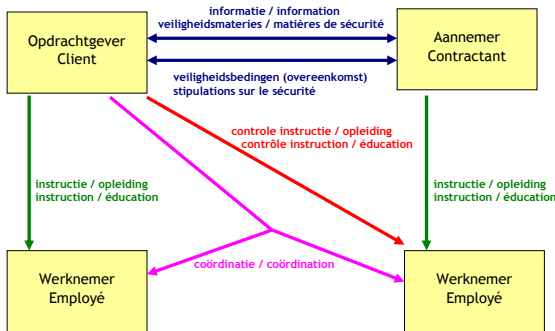 informatie / information
veiligheidsmateries / matières de sécurité
Opdrachtgever
Client
Aannemer
Contractant
veiligheidsbedingen (overeenkomst)
stipulations sur le sécurité
controle instructie / opleiding
contrôle instruction / éducation
instructie / opleiding
instruction / éducation
instructie / opleiding
instruction / éducation
coördinatie / coördination
Werknemer
Employé
Werknemer
Employé